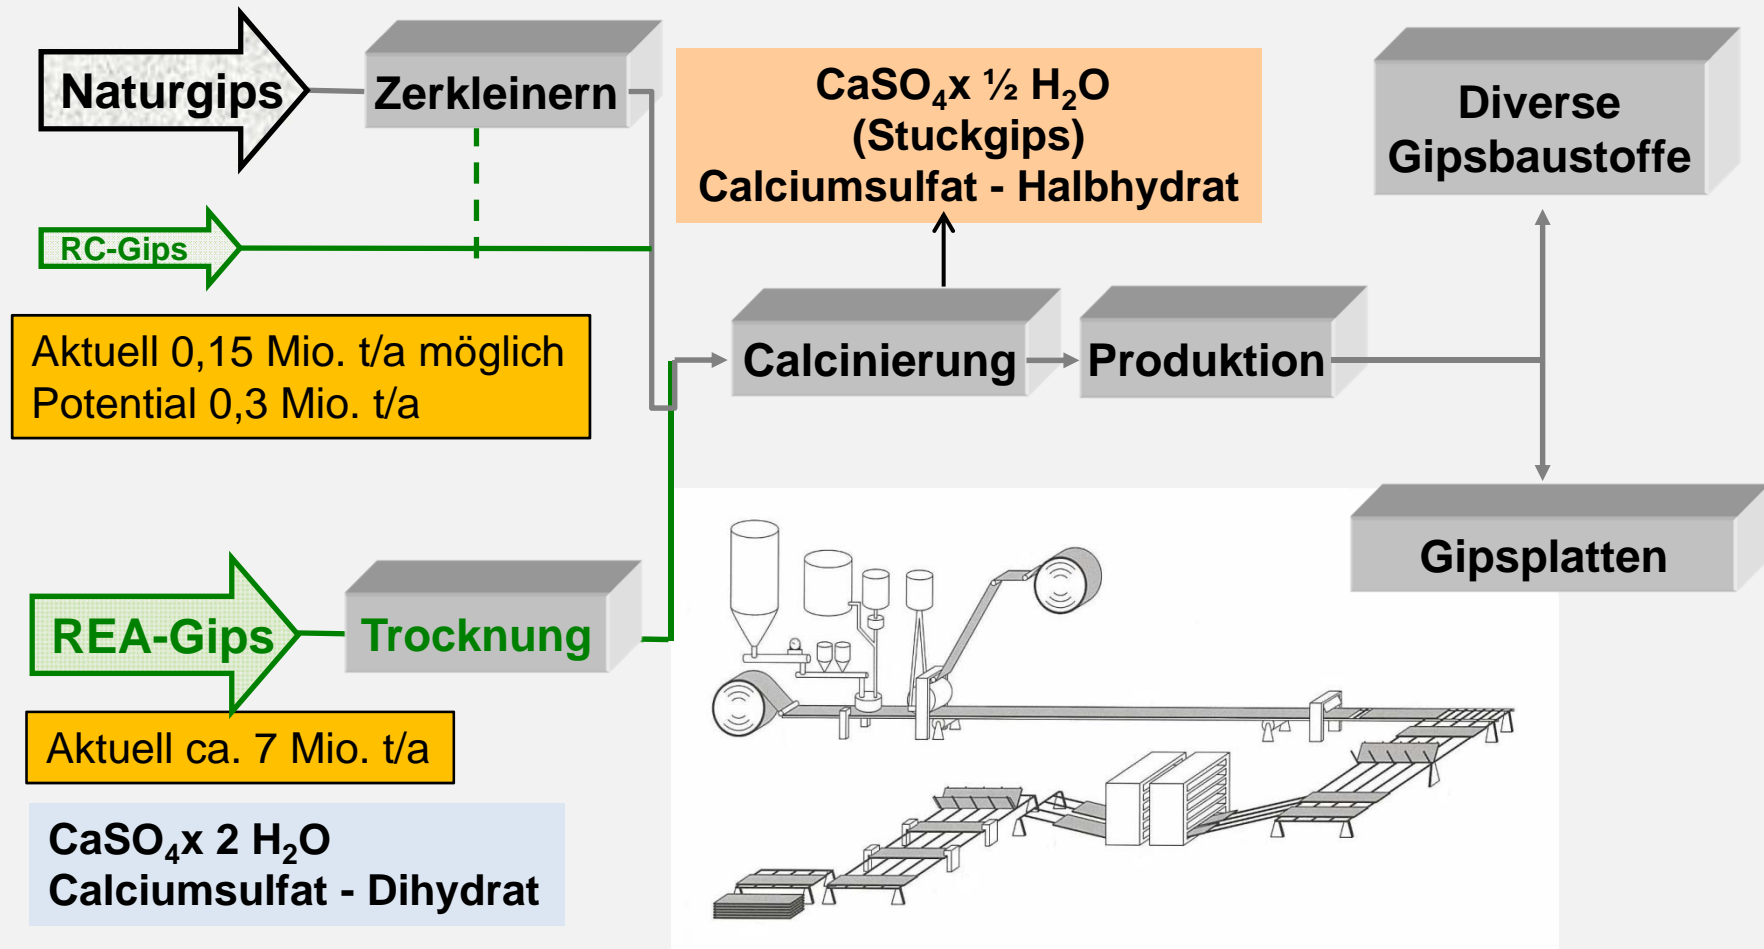 Naturgips
Zerkleinern
CaSO₄x ½ H₂O
(Stuckgips)
Calciumsulfat - Halbhydrat
Diverse
Gipsbaustoffe
RC-Gips
Aktuell 0,15 Mio. t/a möglich
Potential 0,3 Mio. t/a
Calcinierung
Produktion
Gipsplatten
REA-Gips
Trocknung
Aktuell ca. 7 Mio. t/a
CaSO₄x 2 H₂O
Calciumsulfat - Dihydrat